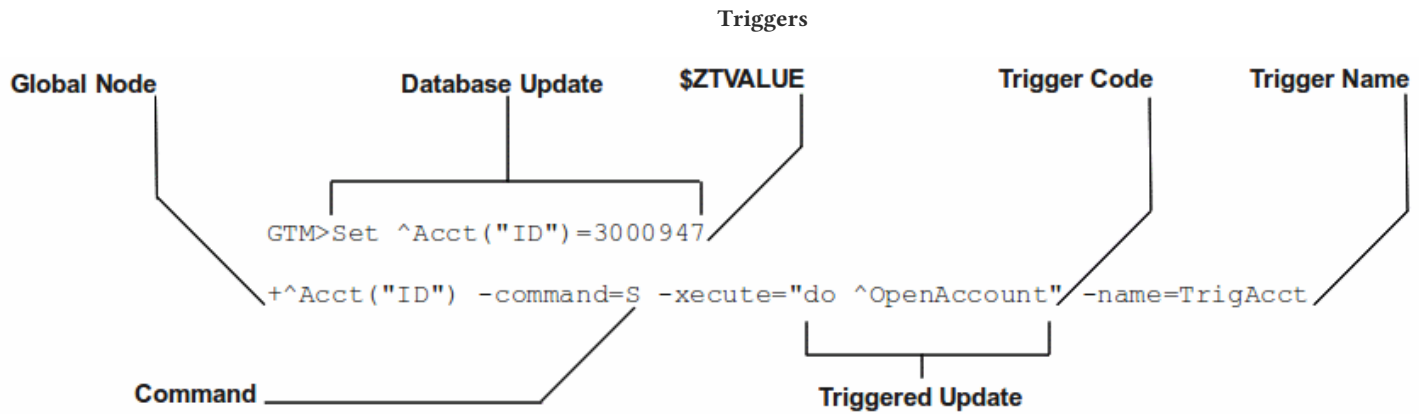 Triggers
Global Node Database Update $ZTVALUE Trigger Code Trigger Name
GTM>Set ^Acct("ID")=3000947
+^Acct("ID") -command=S -xecute="do ^OpenAccount" -name=TrigAcct
Command Triggered Update